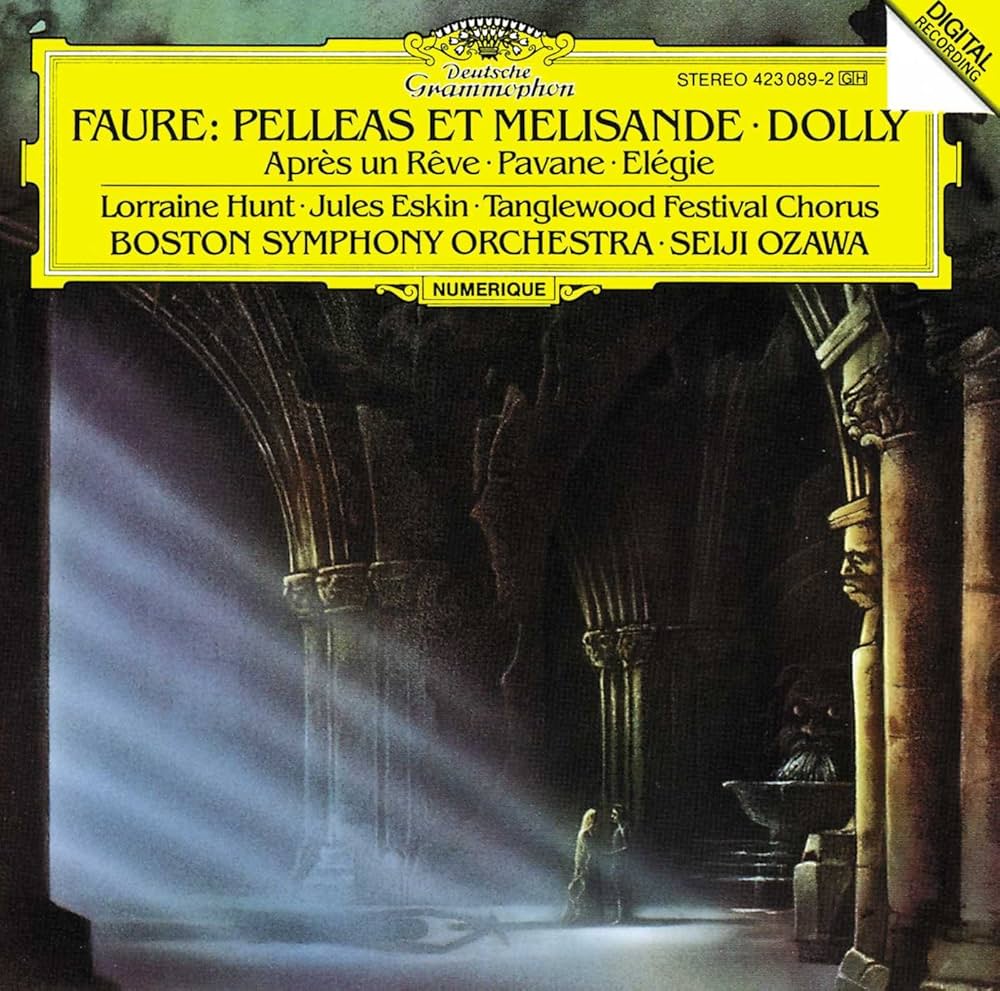 DIGITAL
RECORDING
Deutsche
Grammophon
STEREO 423 089-2 GH
FAURE: PELLEAS ET MELISANDE · DOLLY
Après un Rêve · Pavane · Elégie
Lorraine Hunt · Jules Eskin · Tanglewood Festival Chorus
BOSTON SYMPHONY ORCHESTRA · SEIJI OZAWA
NUMERIQUE